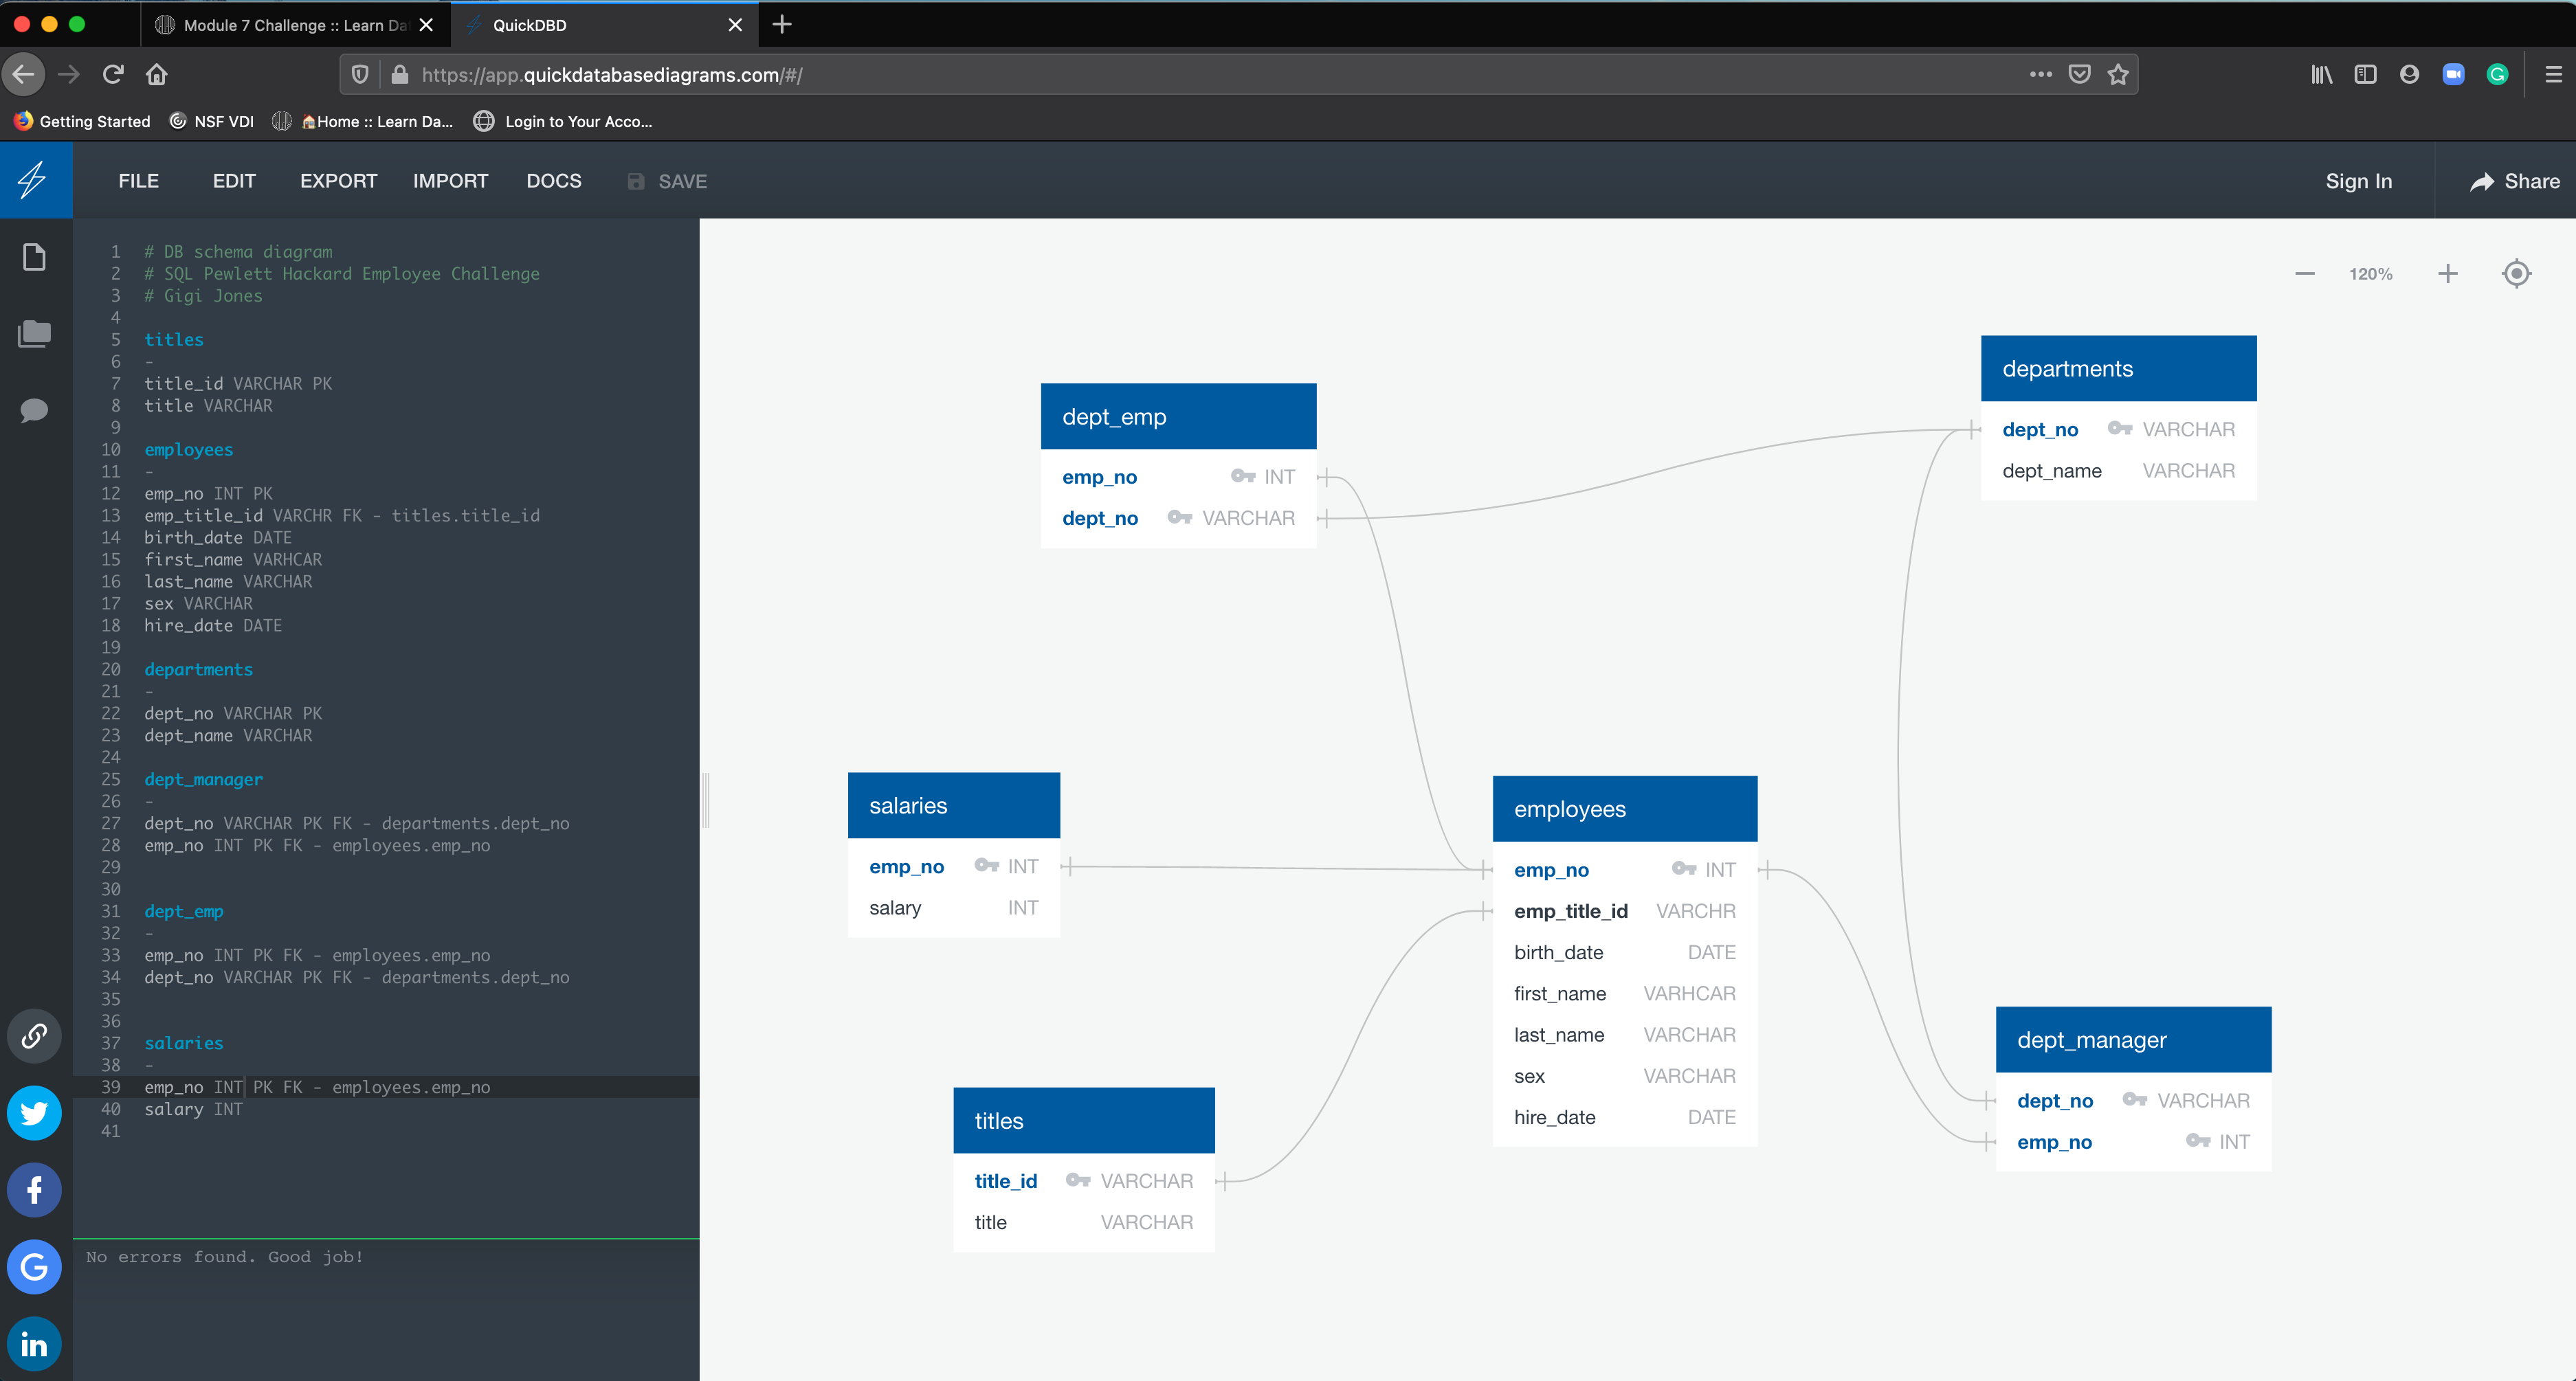 Module 7 Challenge :: Learn Da
QuickDBD
https://app.quickdatabasediagrams.com/#/
Getting Started
NSF VDI
Home :: Learn Da...
Login to Your Acco...
FILE
EDIT
EXPORT
IMPORT
DOCS
SAVE
Sign In
Share
1 # DB schema diagram
2 # SQL Pewlett Hackard Employee Challenge
3 # Gigi Jones
4
5 titles
6 -
7 title_id VARCHAR PK
8 title VARCHAR
9
10 employees
11 -
12 emp_no INT PK
13 emp_title_id VARCHR FK - titles.title_id
14 birth_date DATE
15 first_name VARHCAR
16 last_name VARCHAR
17 sex VARCHAR
18 hire_date DATE
19
20 departments
21 -
22 dept_no VARCHAR PK
23 dept_name VARCHAR
24
25 dept_manager
26 -
27 dept_no VARCHAR PK FK - departments.dept_no
28 emp_no INT PK FK - employees.emp_no
29
30
31 dept_emp
32 -
33 emp_no INT PK FK - employees.emp_no
34 dept_no VARCHAR PK FK - departments.dept_no
35
36
37 salaries
38 -
39 emp_no INT PK FK - employees.emp_no
40 salary INT
41
No errors found. Good job!
120%
dept_emp
emp_no INT
dept_no VARCHAR
departments
dept_no VARCHAR
dept_name VARCHAR
salaries
emp_no INT
salary INT
employees
emp_no INT
emp_title_id VARCHR
birth_date DATE
first_name VARHCAR
last_name VARCHAR
sex VARCHAR
hire_date DATE
titles
title_id VARCHAR
title VARCHAR
dept_manager
dept_no VARCHAR
emp_no INT